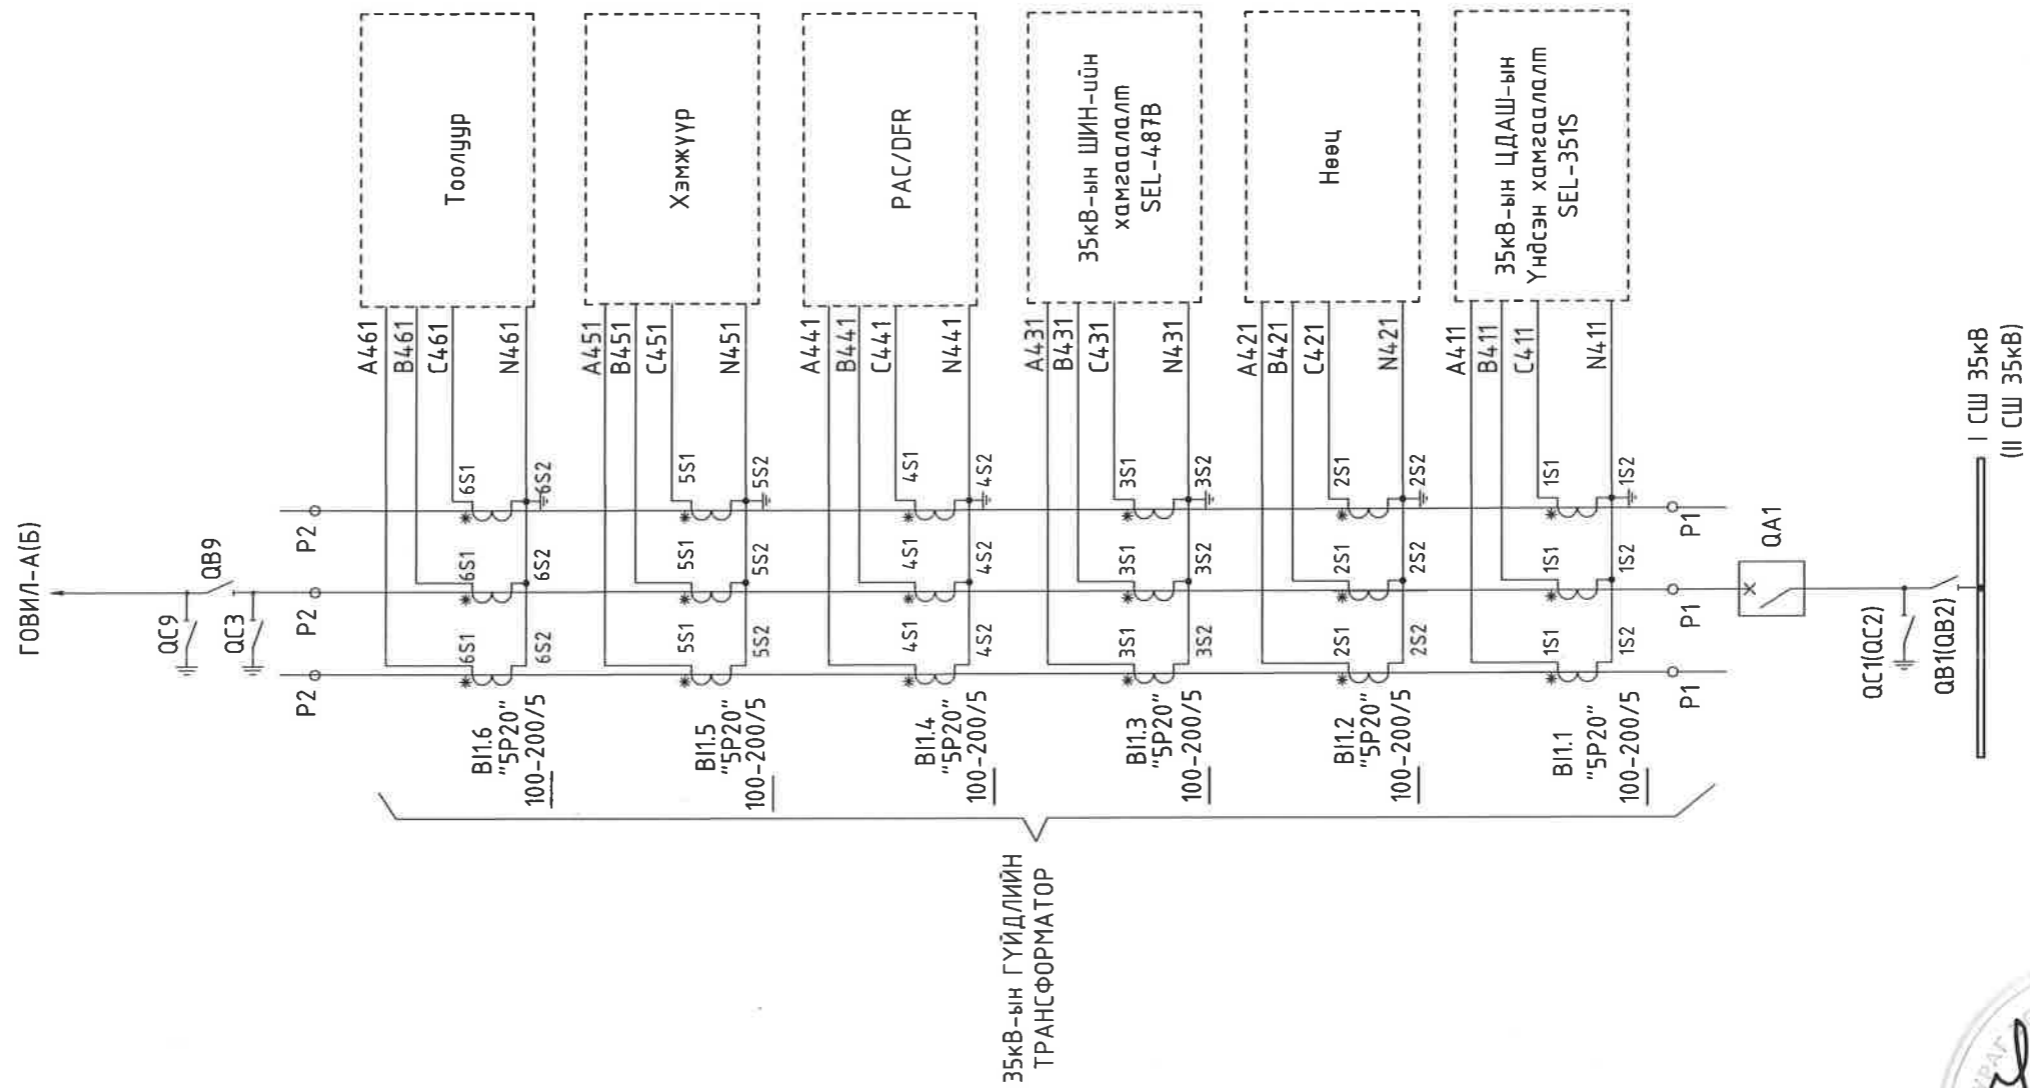 ГОВИЛ-А(Б)
QC9
QB9
QC3
P2
P2
P2
Тоолуур
A461
B461
C461
N461
6S1
6S2
6S1
6S2
6S1
6S2
BI1.6
"5P20"
100-200/5
Хэмжүүр
A451
B451
C451
N451
5S1
5S2
5S1
5S2
5S1
5S2
BI1.5
"5P20"
100-200/5
РАС/DFR
A441
B441
C441
N441
4S1
4S2
4S1
4S2
4S1
4S2
BI1.4
"5P20"
100-200/5
35кВ-ын ШИН-ийн
хамгаалалт
SEL-487B
A431
B431
C431
N431
3S1
3S2
3S1
3S2
3S1
3S2
BI1.3
"5P20"
100-200/5
Нөөц
A421
B421
C421
N421
2S1
2S2
2S1
2S2
2S1
2S2
BI1.2
"5P20"
100-200/5
35кВ-ын ЦДАШ-ын
Үндсэн хамгаалалт
SEL-351S
A411
B411
C411
N411
1S1
1S2
1S1
1S2
1S1
1S2
BI1.1
"5P20"
100-200/5
P1
P1
P1
QA1
QC1(QC2)
QB1(QB2)
I СШ 35кВ
(II СШ 35кВ)
35кВ-ын ГҮЙДЛИЙН
ТРАНСФОРМАТОР